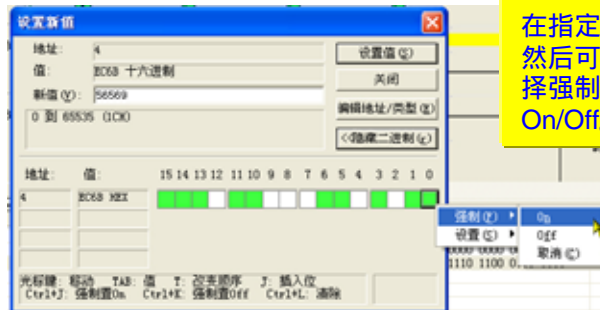 设置新值
地址: 4
值: EC6B 十六进制
新值(V): 56569
0 到 65535 (1CH)
设置值(S)
关闭
编辑地址/类型(E)
<<隐藏二进制(c)
地址: 值: 15 14 13 12 11 10 9 8 7 6 5 4 3 2 1 0
4 EC6B HEX
光标键: 移动 TAB: 值 T: 改变顺序 J: 插入位
Ctrl+J: 强制置On Ctrl+K: 强制置Off Ctrl+L: 清除
强制(F)
设置(S)
On
Off
取消(C)
1110 1100
在指定
然后可
择强制
On/Off